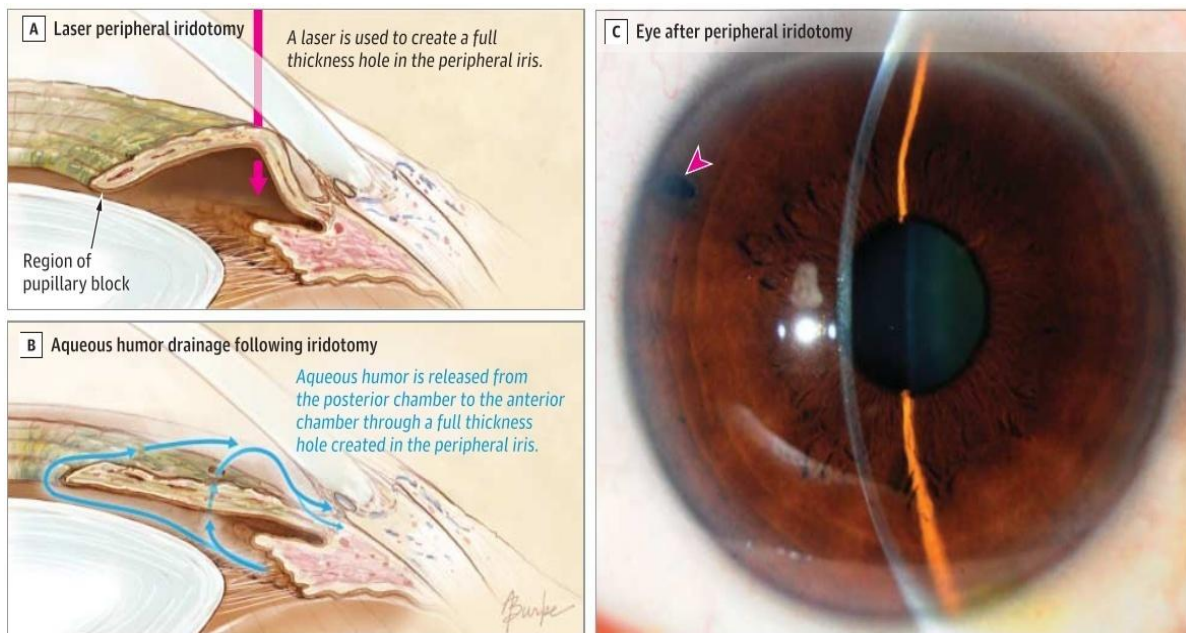 A Laser peripheral iridotomy
A laser is used to create a full
thickness hole in the peripheral iris.
Region of
pupillary block
B Aqueous humor drainage following iridotomy
Aqueous humor is released from
the posterior chamber to the anterior
chamber through a full thickness
hole created in the peripheral iris.
ABurke
C Eye after peripheral iridotomy